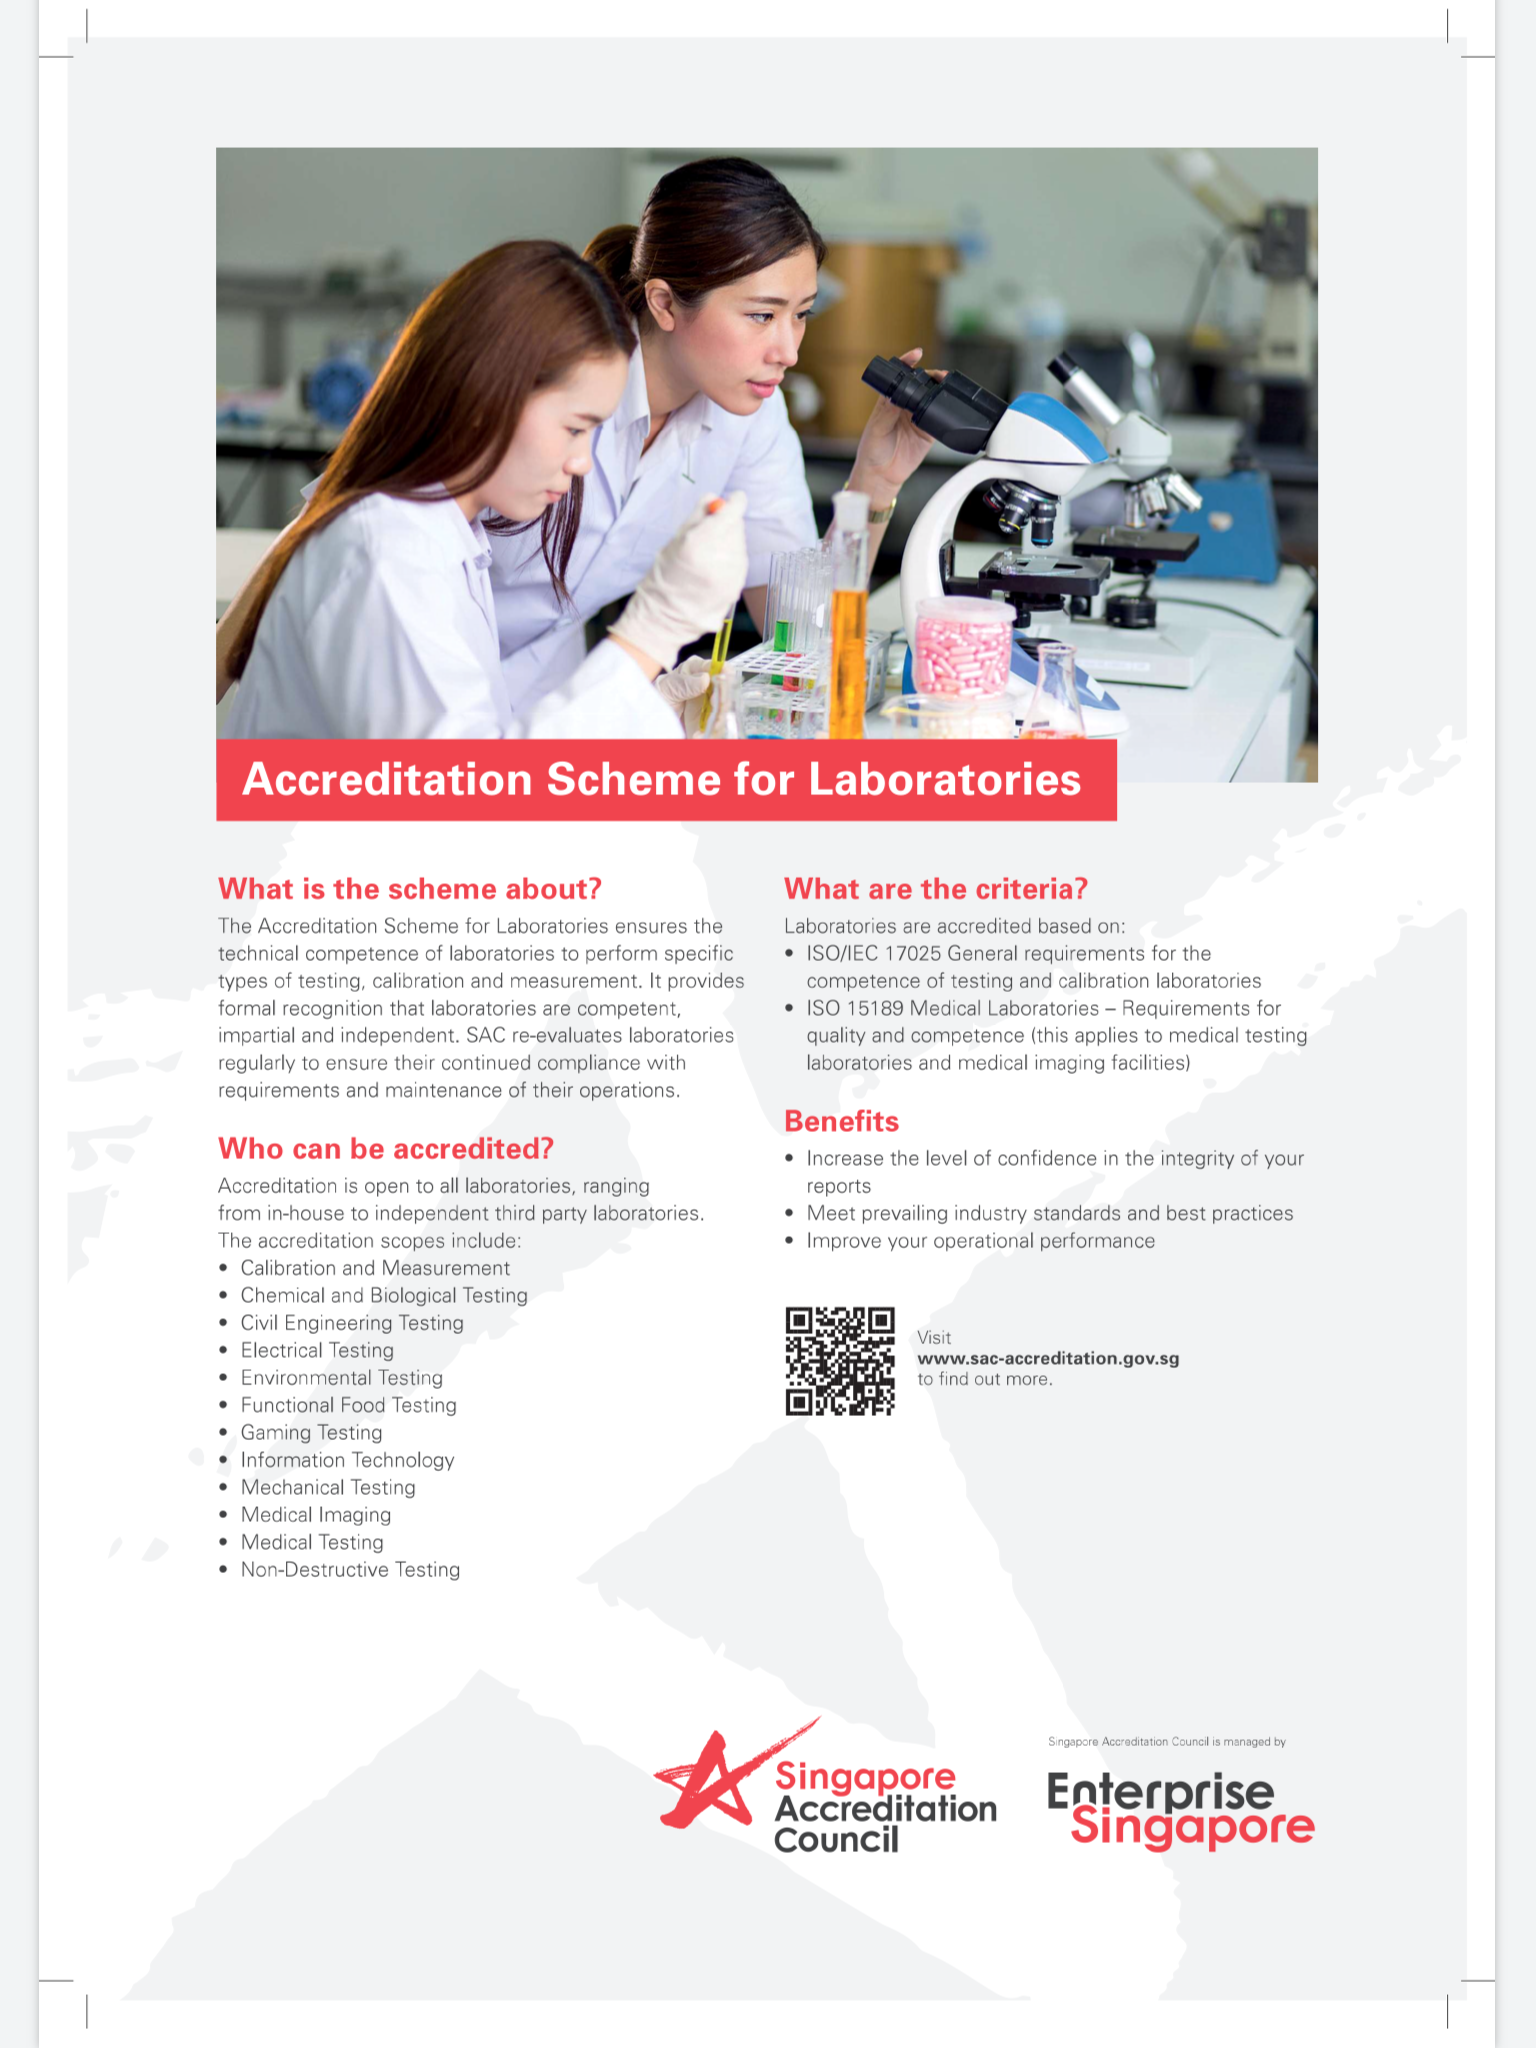 Accreditation Scheme for Laboratories
What is the scheme about?
The Accreditation Scheme for Laboratories ensures the
technical competence of laboratories to perform specific
types of testing, calibration and measurement. It provides
formal recognition that laboratories are competent,
impartial and independent. SAC re-evaluates laboratories
regularly to ensure their continued compliance with
requirements and maintenance of their operations.
Who can be accredited?
Accreditation is open to all laboratories, ranging
from in-house to independent third party laboratories.
The accreditation scopes include:
• Calibration and Measurement
• Chemical and Biological Testing
• Civil Engineering Testing
• Electrical Testing
• Environmental Testing
• Functional Food Testing
• Gaming Testing
• Information Technology
• Mechanical Testing
• Medical Imaging
• Medical Testing
• Non-Destructive Testing
What are the criteria?
Laboratories are accredited based on:
• ISO/IEC 17025 General requirements for the
competence of testing and calibration laboratories
• ISO 15189 Medical Laboratories – Requirements for
quality and competence (this applies to medical testing
laboratories and medical imaging facilities)
Benefits
• Increase the level of confidence in the integrity of your
reports
• Meet prevailing industry standards and best practices
• Improve your operational performance
Visit
www.sac-accreditation.gov.sg
to find out more.
Singapore
Accreditation
Council
Singapore Accreditation Council is managed by
Enterprise
Singapore